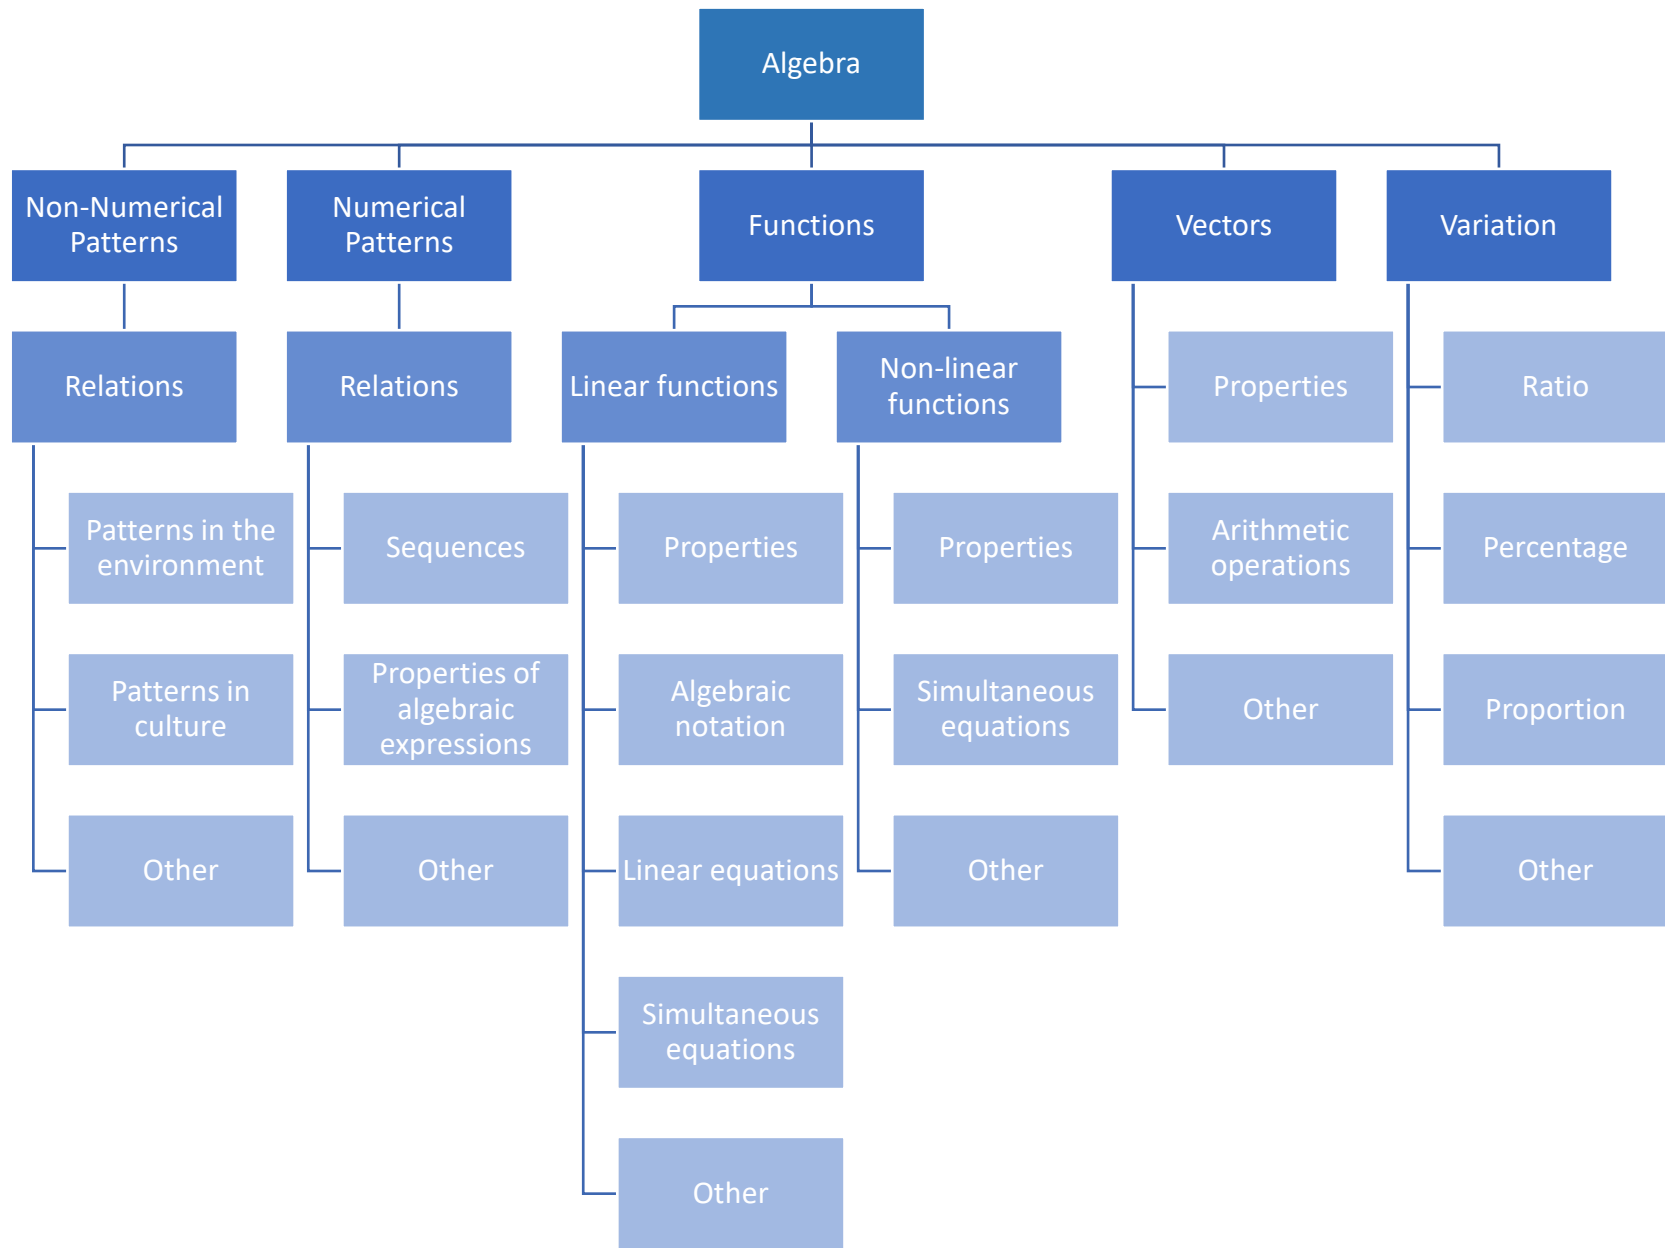 Algebra
Non-Numerical
Patterns
Numerical
Patterns
Functions
Vectors
Variation
Relations
Relations
Linear functions
Non-linear
functions
Properties
Ratio
Patterns in the
environment
Sequences
Properties
Properties
Arithmetic
operations
Percentage
Patterns in
culture
Properties of
algebraic
expressions
Algebraic
notation
Simultaneous
equations
Other
Proportion
Other
Other
Linear equations
Other
Other
Simultaneous
equations
Other